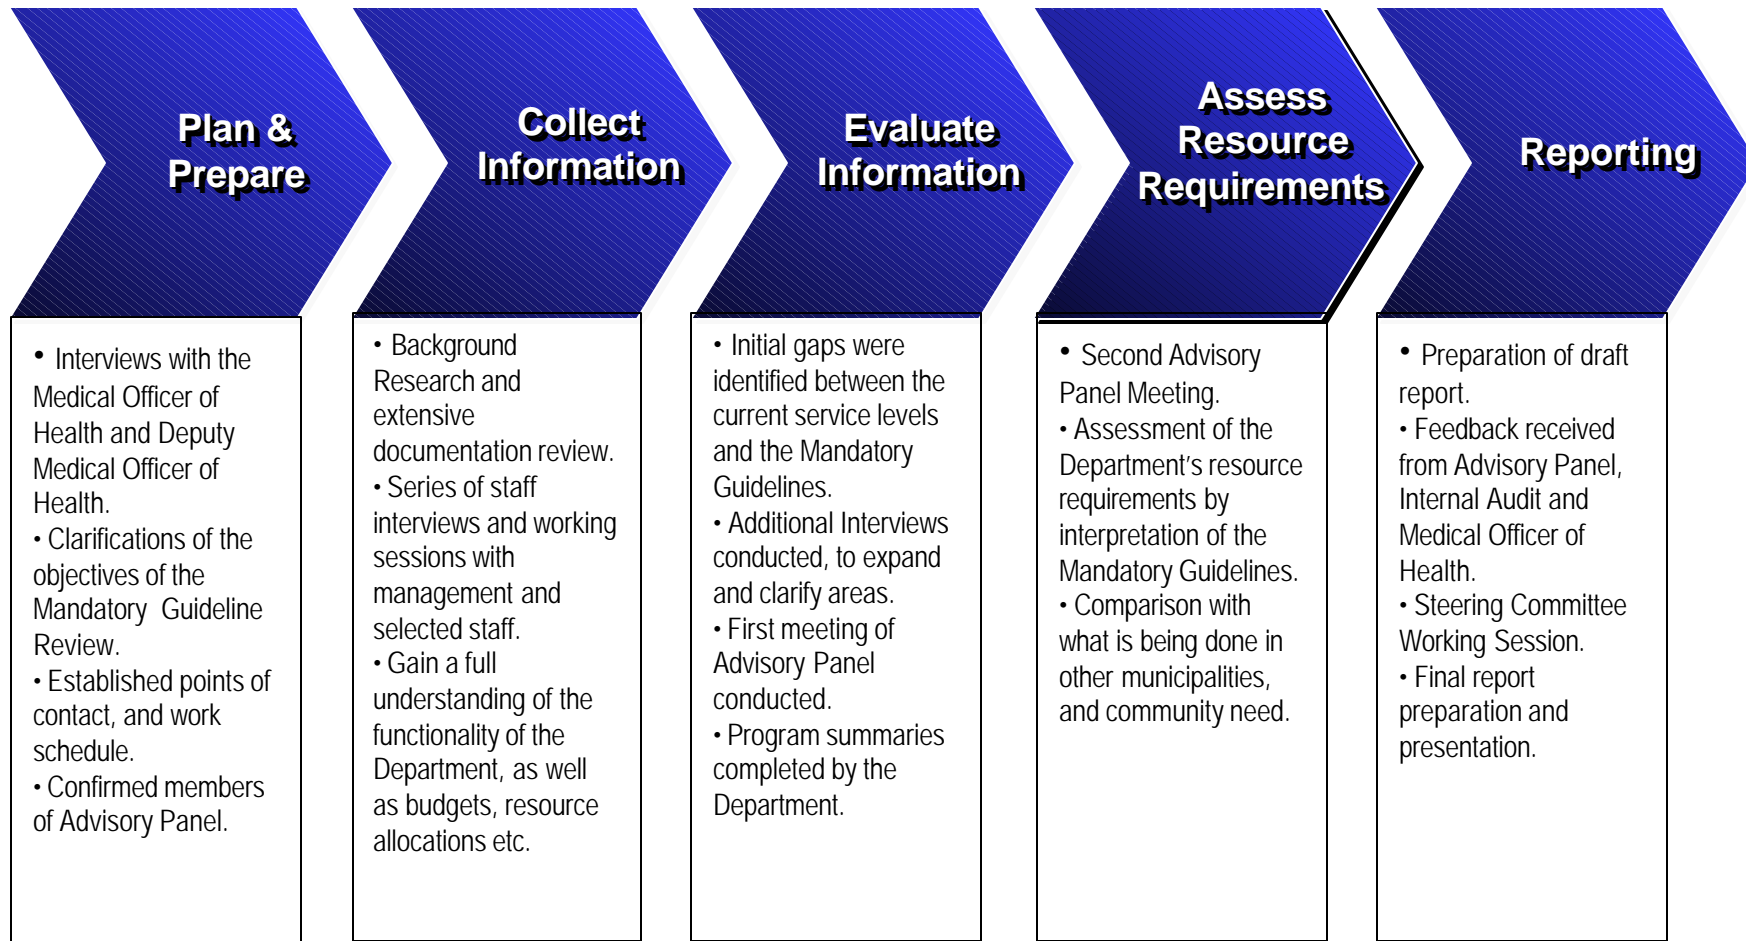 Plan &
Prepare
• Interviews with the
Medical Officer of
Health and Deputy
Medical Officer of
Health.
• Clarifications of the
objectives of the
Mandatory Guideline
Review.
• Established points of
contact, and work
schedule.
• Confirmed members
of Advisory Panel.
Collect
Information
• Background
Research and
extensive
documentation review.
• Series of staff
interviews and working
sessions with
management and
selected staff.
• Gain a full
understanding of the
functionality of the
Department, as well
as budgets, resource
allocations etc.
Evaluate
Information
• Initial gaps were
identified between the
current service levels
and the Mandatory
Guidelines.
• Additional Interviews
conducted, to expand
and clarify areas.
• First meeting of
Advisory Panel
conducted.
• Program summaries
completed by the
Department.
Assess
Resource
Requirements
• Second Advisory
Panel Meeting.
• Assessment of the
Department's resource
requirements by
interpretation of the
Mandatory Guidelines.
• Comparison with
what is being done in
other municipalities,
and community need.
Reporting
• Preparation of draft
report.
• Feedback received
from Advisory Panel,
Internal Audit and
Medical Officer of
Health.
• Steering Committee
Working Session.
• Final report
preparation and
presentation.